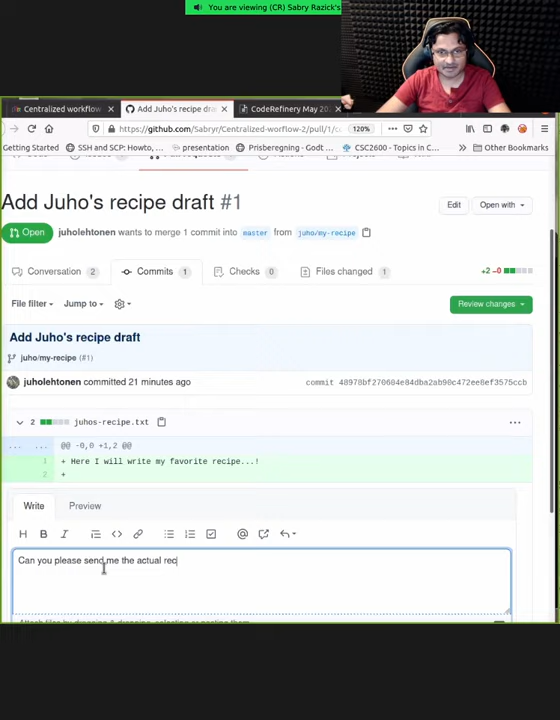 You are viewing (CR) Sabry Razick's
Centralized workflow
Add Juho's recipe dra
CodeRefinery May 20
https://github.com/Sabryr/Centralized-workflow-2/pull/1/c
120%
Getting Started
SSH and SCP: Howto, ...
presentation
Prisberegning - Godt ...
CSC2600 - Topics in C...
Other Bookmarks
Add Juho's recipe draft #1
Edit
Open with
Open
juholehtonen wants to merge 1 commit into master from juho/my-recipe
Conversation 2
Commits 1
Checks 0
Files changed 1
+2 −0
File filter
Jump to
Review changes
Add Juho's recipe draft
juho/my-recipe (#1)
juholehtonen committed 21 minutes ago
commit
2
juhos-recipe.txt
...
... ... @@ -0,0 +1,2 @@
1 + Here I will write my favorite recipe...!
2 +
Write
Preview
Can you please send me the actual rec